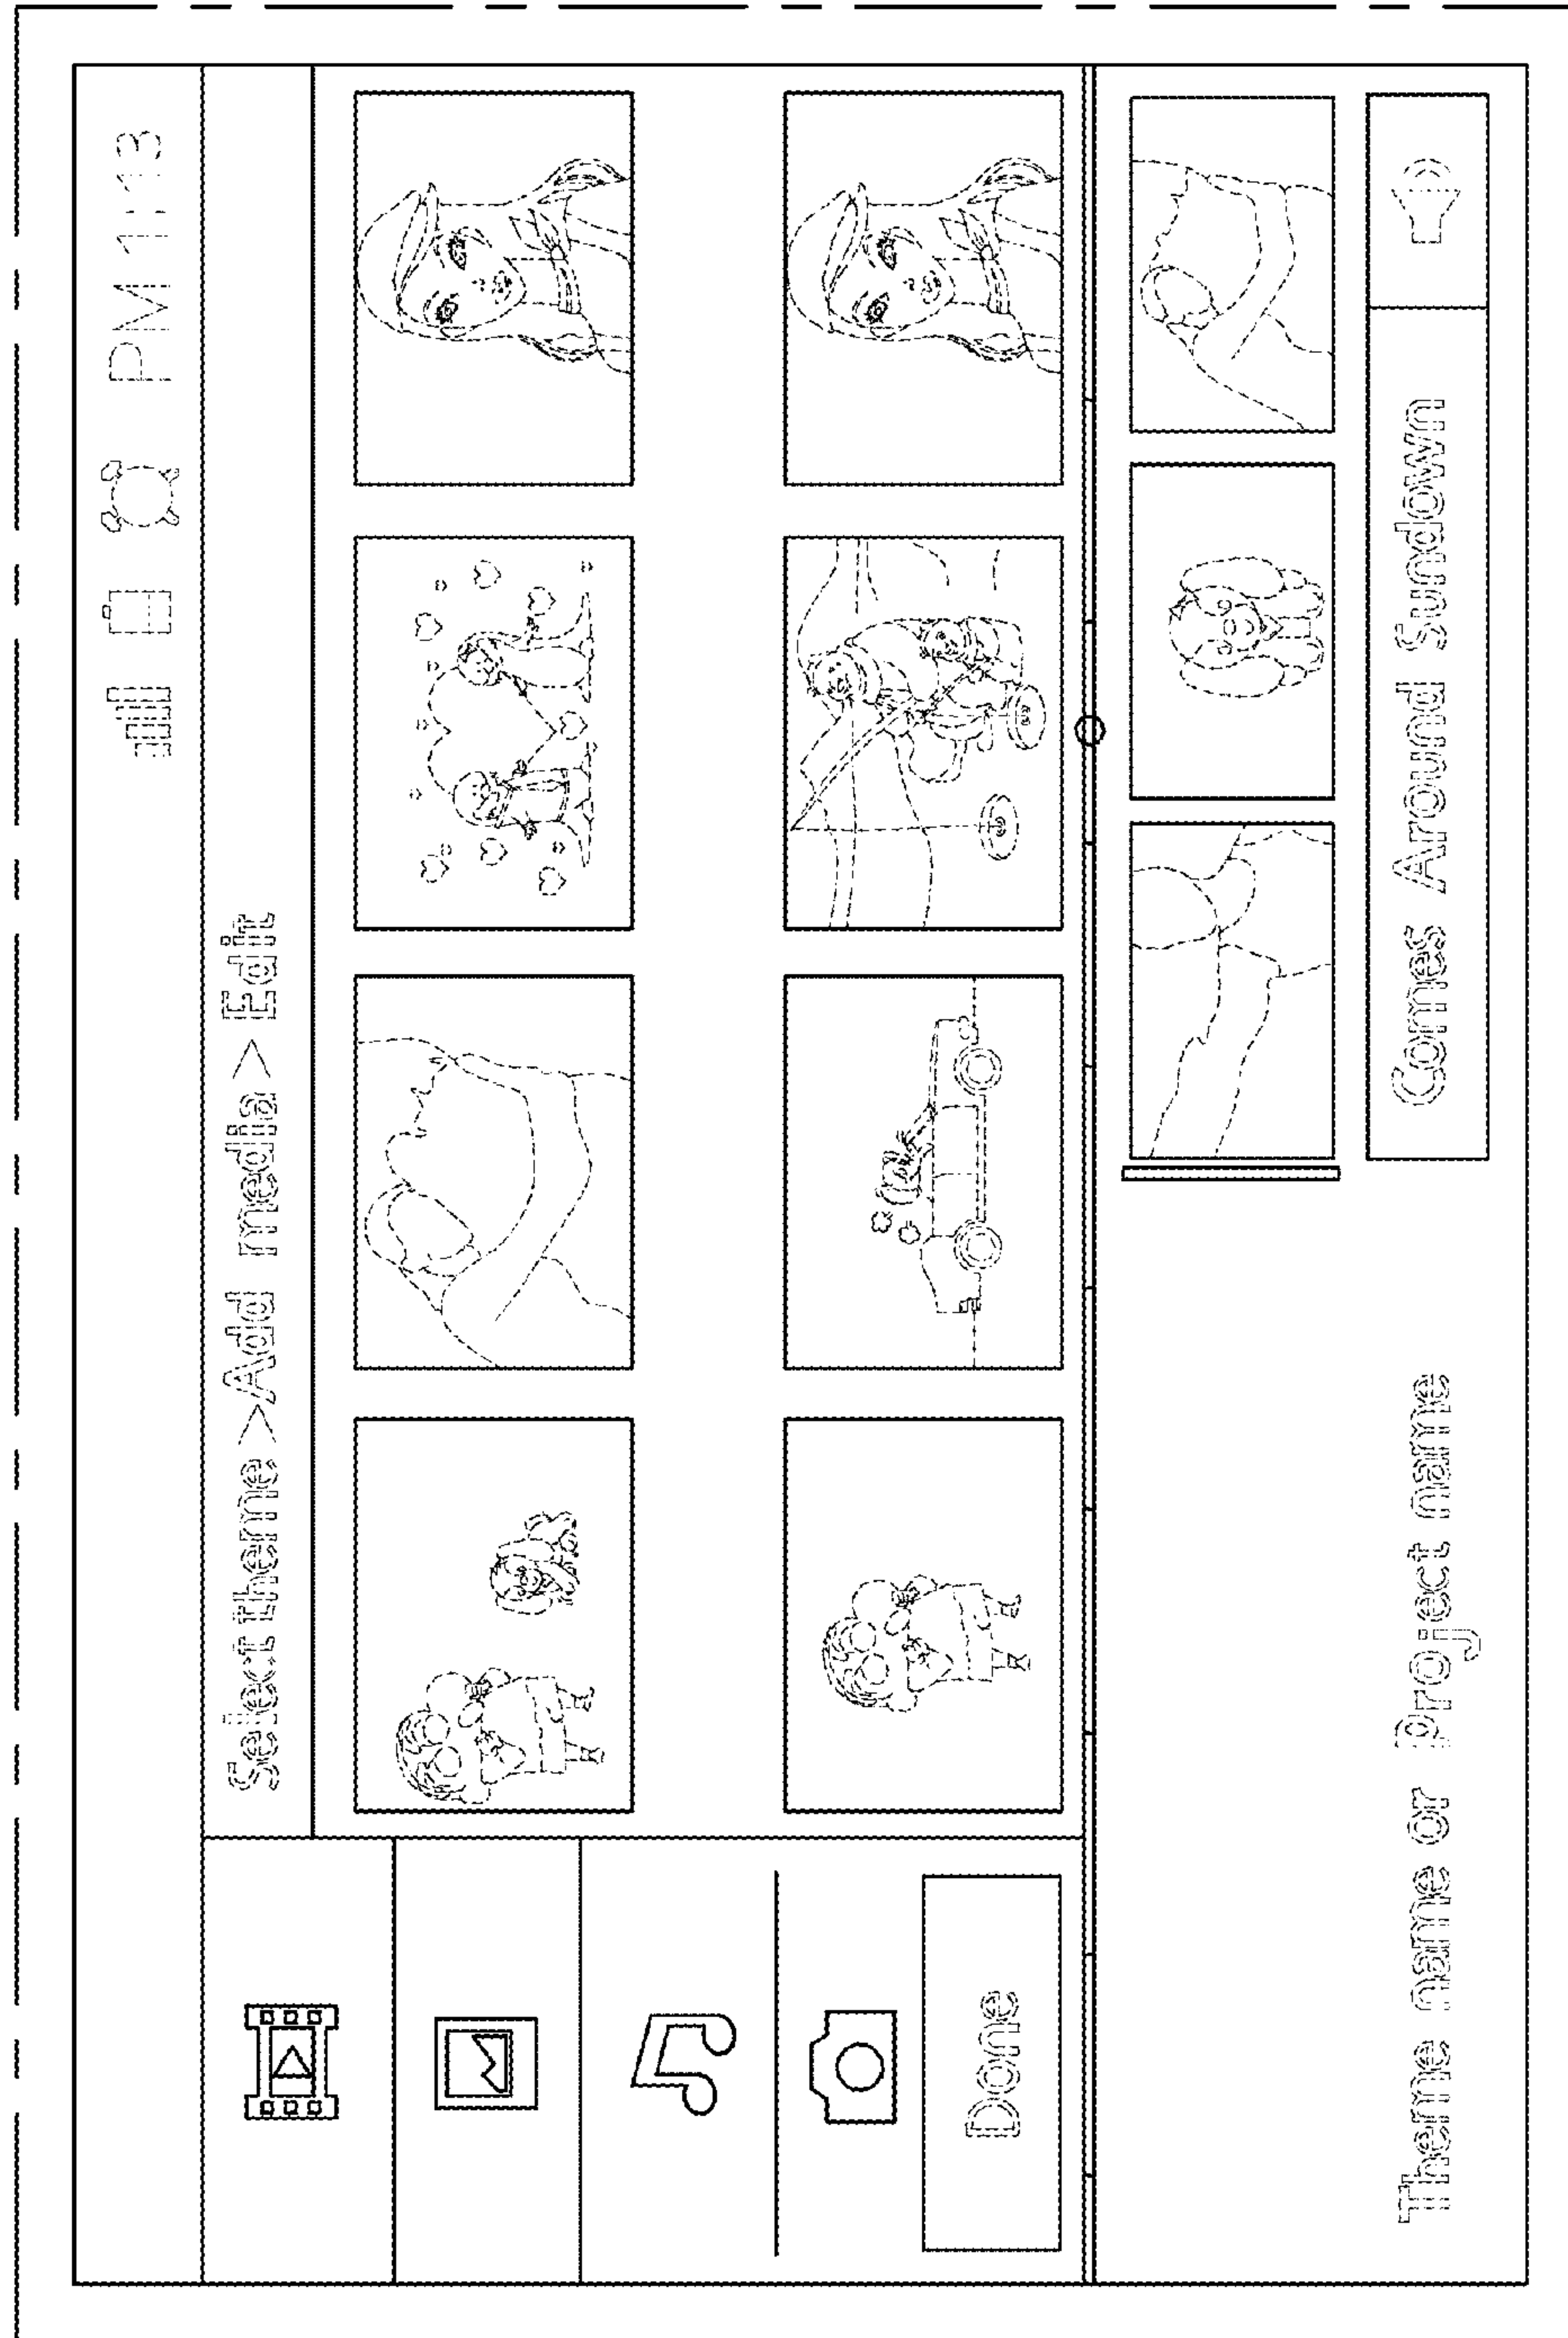 PM 1:13
Select theme >Add media > Edit
Done
Theme name or Project name
Comes Around Sundown